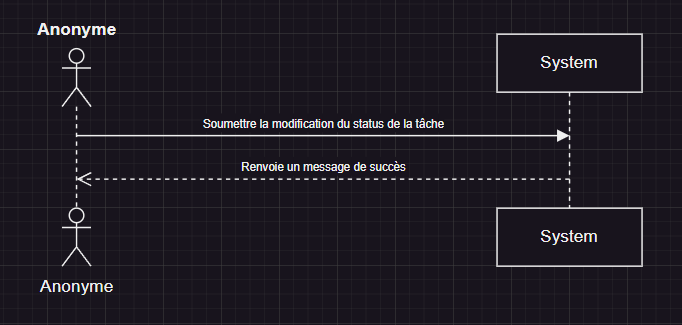 Anonyme
System
Soumettre la modification du status de la tâche
Renvoie un message de succès
System
Anonyme